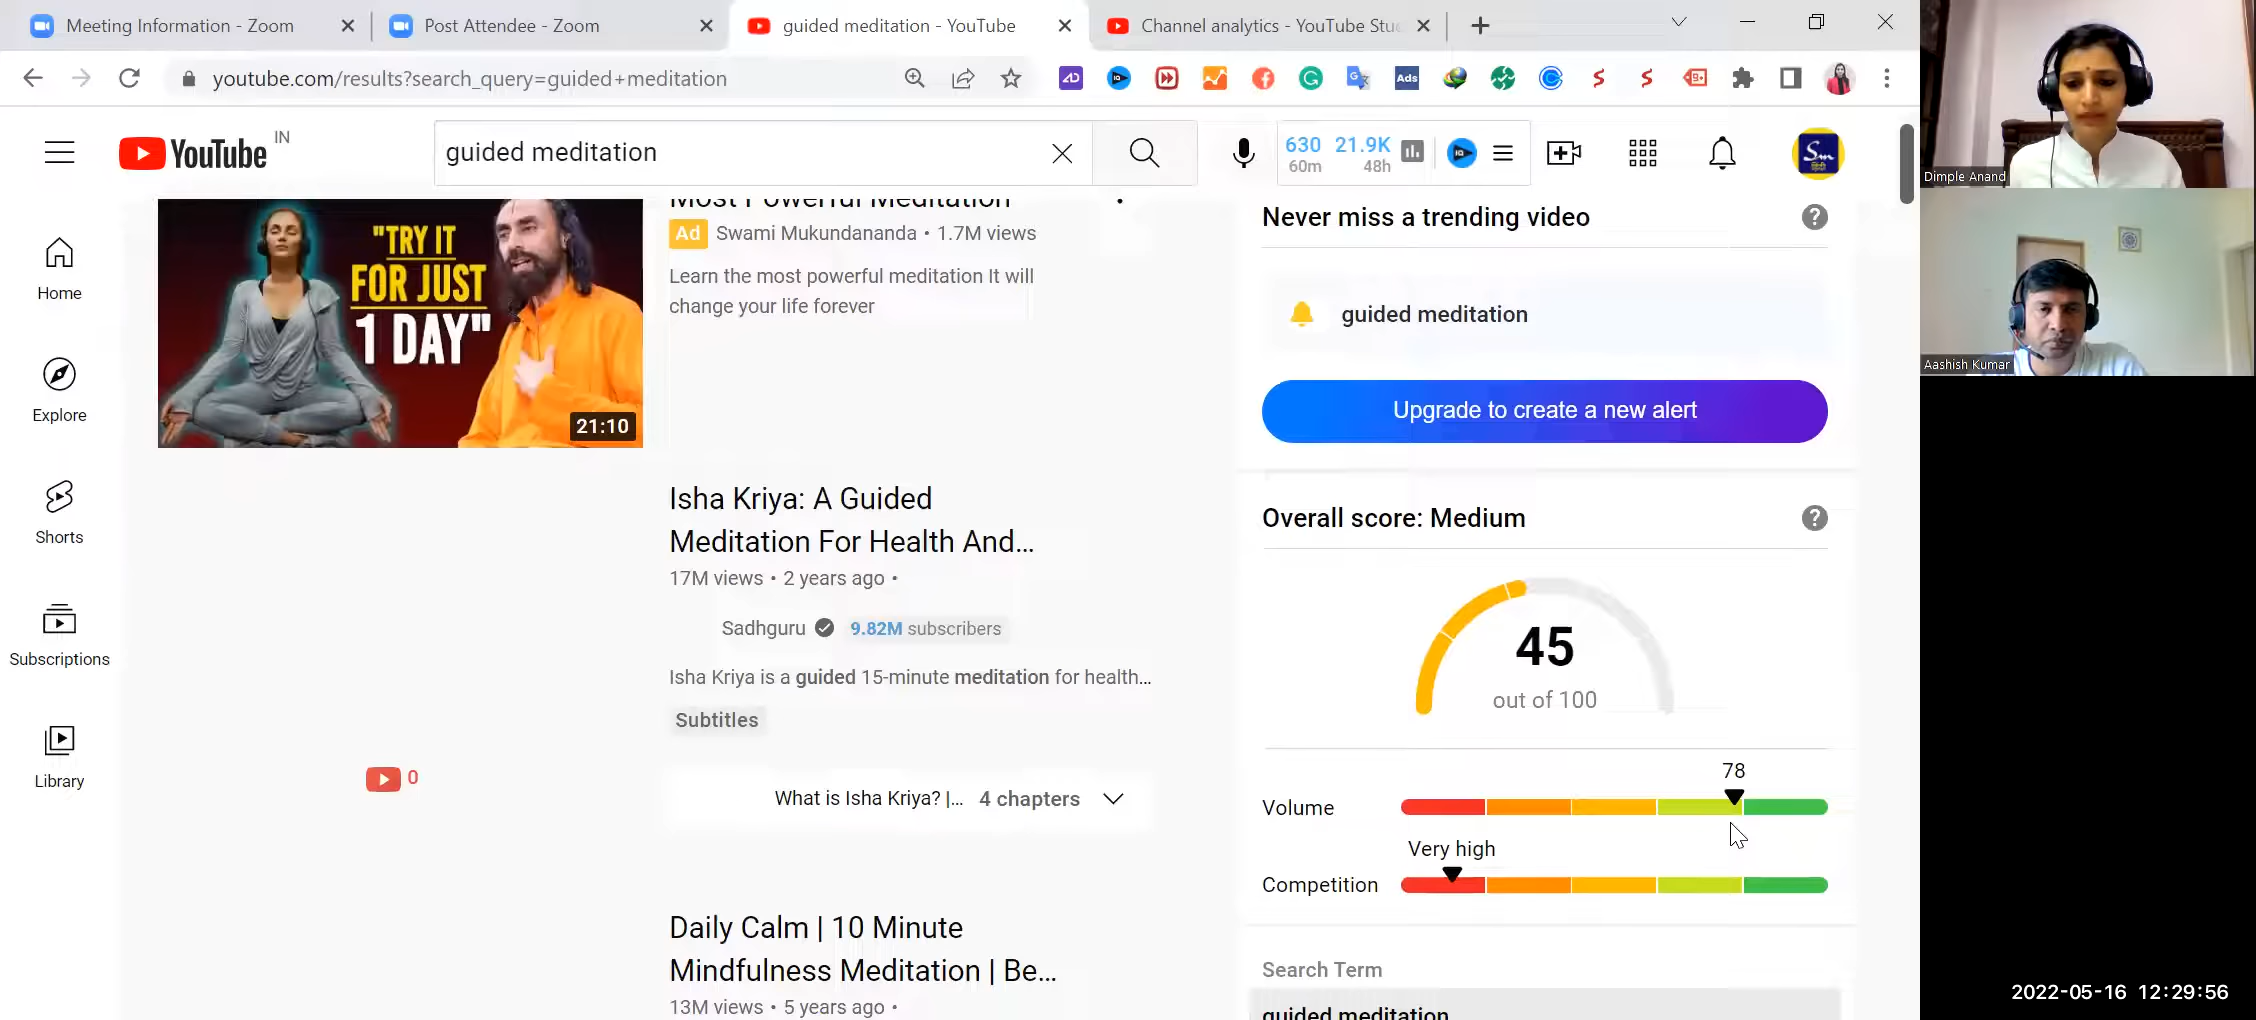 Meeting Information - Zoom
Post Attendee - Zoom
guided meditation - YouTube
Channel analytics - YouTube Stu
youtube.com/results?search_query=guided+meditation
Ads
9+
YouTube
IN
guided meditation
630
60m
21.9K
48h
Sm
Home
Explore
Shorts
Subscriptions
Library
"TRY IT
FOR JUST
1 DAY"
21:10
Most Powerful Meditation
Ad Swami Mukundananda • 1.7M views
Learn the most powerful meditation It will
change your life forever
Isha Kriya: A Guided
Meditation For Health And...
17M views • 2 years ago •
Sadhguru 9.82M subscribers
Isha Kriya is a guided 15-minute meditation for health...
Subtitles
0
What is Isha Kriya? |... 4 chapters
Daily Calm | 10 Minute
Mindfulness Meditation | Be...
13M views • 5 years ago •
Never miss a trending video
guided meditation
Upgrade to create a new alert
Overall score: Medium
45
out of 100
78
Volume
Very high
Competition
Search Term
guided meditation
Dimple Anand
Aashish Kumar
2022-05-16 12:29:56